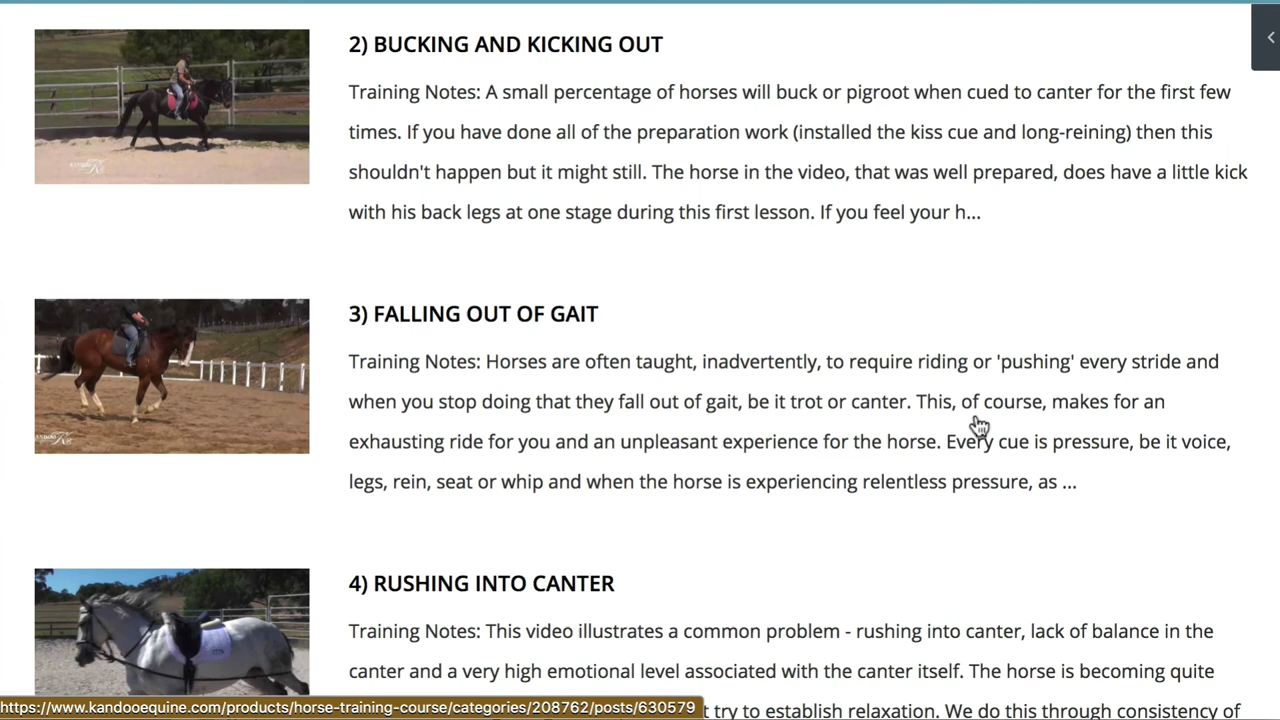 2) BUCKING AND KICKING OUT
Training Notes: A small percentage of horses will buck or pigroot when cued to canter for the first few
times. If you have done all of the preparation work (installed the kiss cue and long-reining) then this
shouldn't happen but it might still. The horse in the video, that was well prepared, does have a little kick
with his back legs at one stage during this first lesson. If you feel your h...
3) FALLING OUT OF GAIT
Training Notes: Horses are often taught, inadvertently, to require riding or 'pushing' every stride and
when you stop doing that they fall out of gait, be it trot or canter. This, of course, makes for an
exhausting ride for you and an unpleasant experience for the horse. Every cue is pressure, be it voice,
legs, rein, seat or whip and when the horse is experiencing relentless pressure, as ...
4) RUSHING INTO CANTER
Training Notes: This video illustrates a common problem - rushing into canter, lack of balance in the
canter and a very high emotional level associated with the canter itself. The horse is becoming quite
t try to establish relaxation. We do this through consistency of
https://www.kandooequine.com/products/horse-training-course/categories/208762/posts/630579